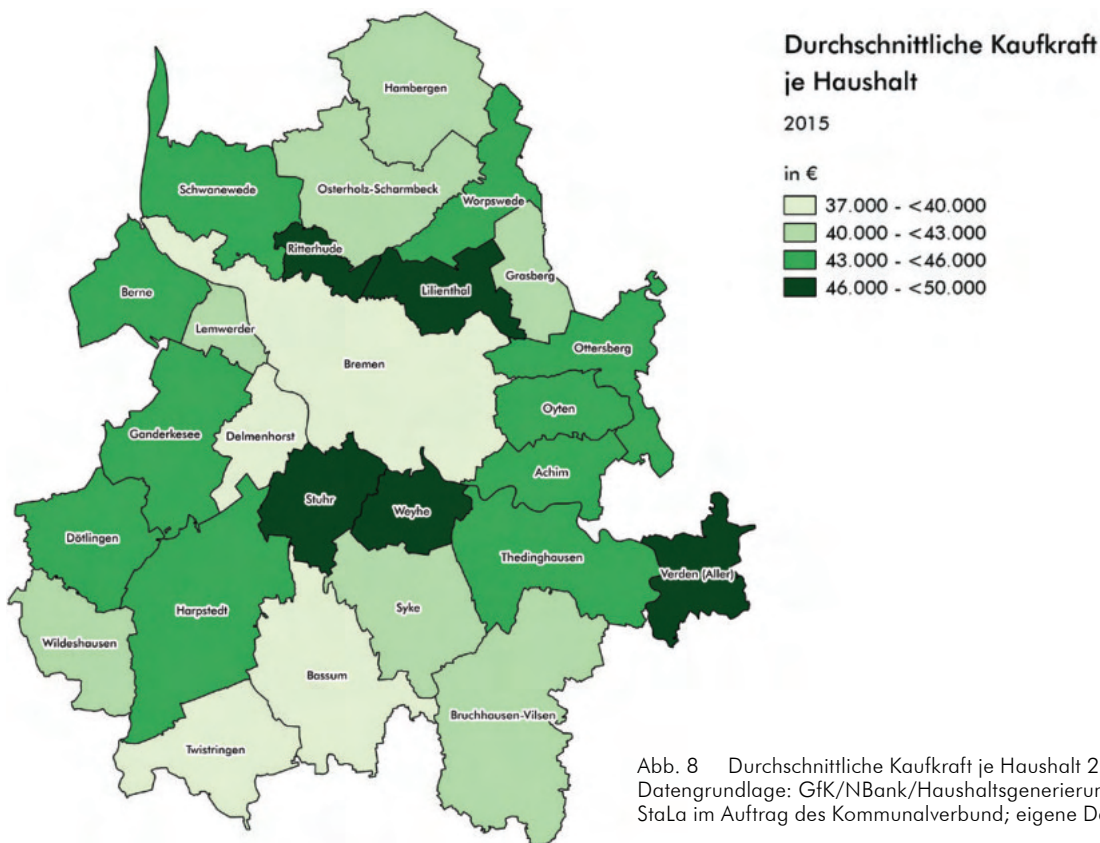 Durchschnittliche Kaufkraft
je Haushalt
2015
in €
37.000 - <40.000
40.000 - <43.000
43.000 - <46.000
46.000 - <50.000
Hambergen
Schwanewede
Osterholz-Scharmbeck
Worpswede
Ritterhude
Grasberg
Lilienthal
Berne
Lemwerder
Ottersberg
Bremen
Oyten
Ganderkesee
Delmenhorst
Achim
Stuhr
Weyhe
Dötlingen
Thedinghausen
Verden (Aller)
Harpstedt
Syke
Wildeshausen
Bassum
Bruchhausen-Vilsen
Twistringen
Abb. 8 Durchschnittliche Kaufkraft je Haushalt 2
Datengrundlage: GfK/NBank/Haushaltsgenerierun
StaLa im Auftrag des Kommunalverbund; eigene D